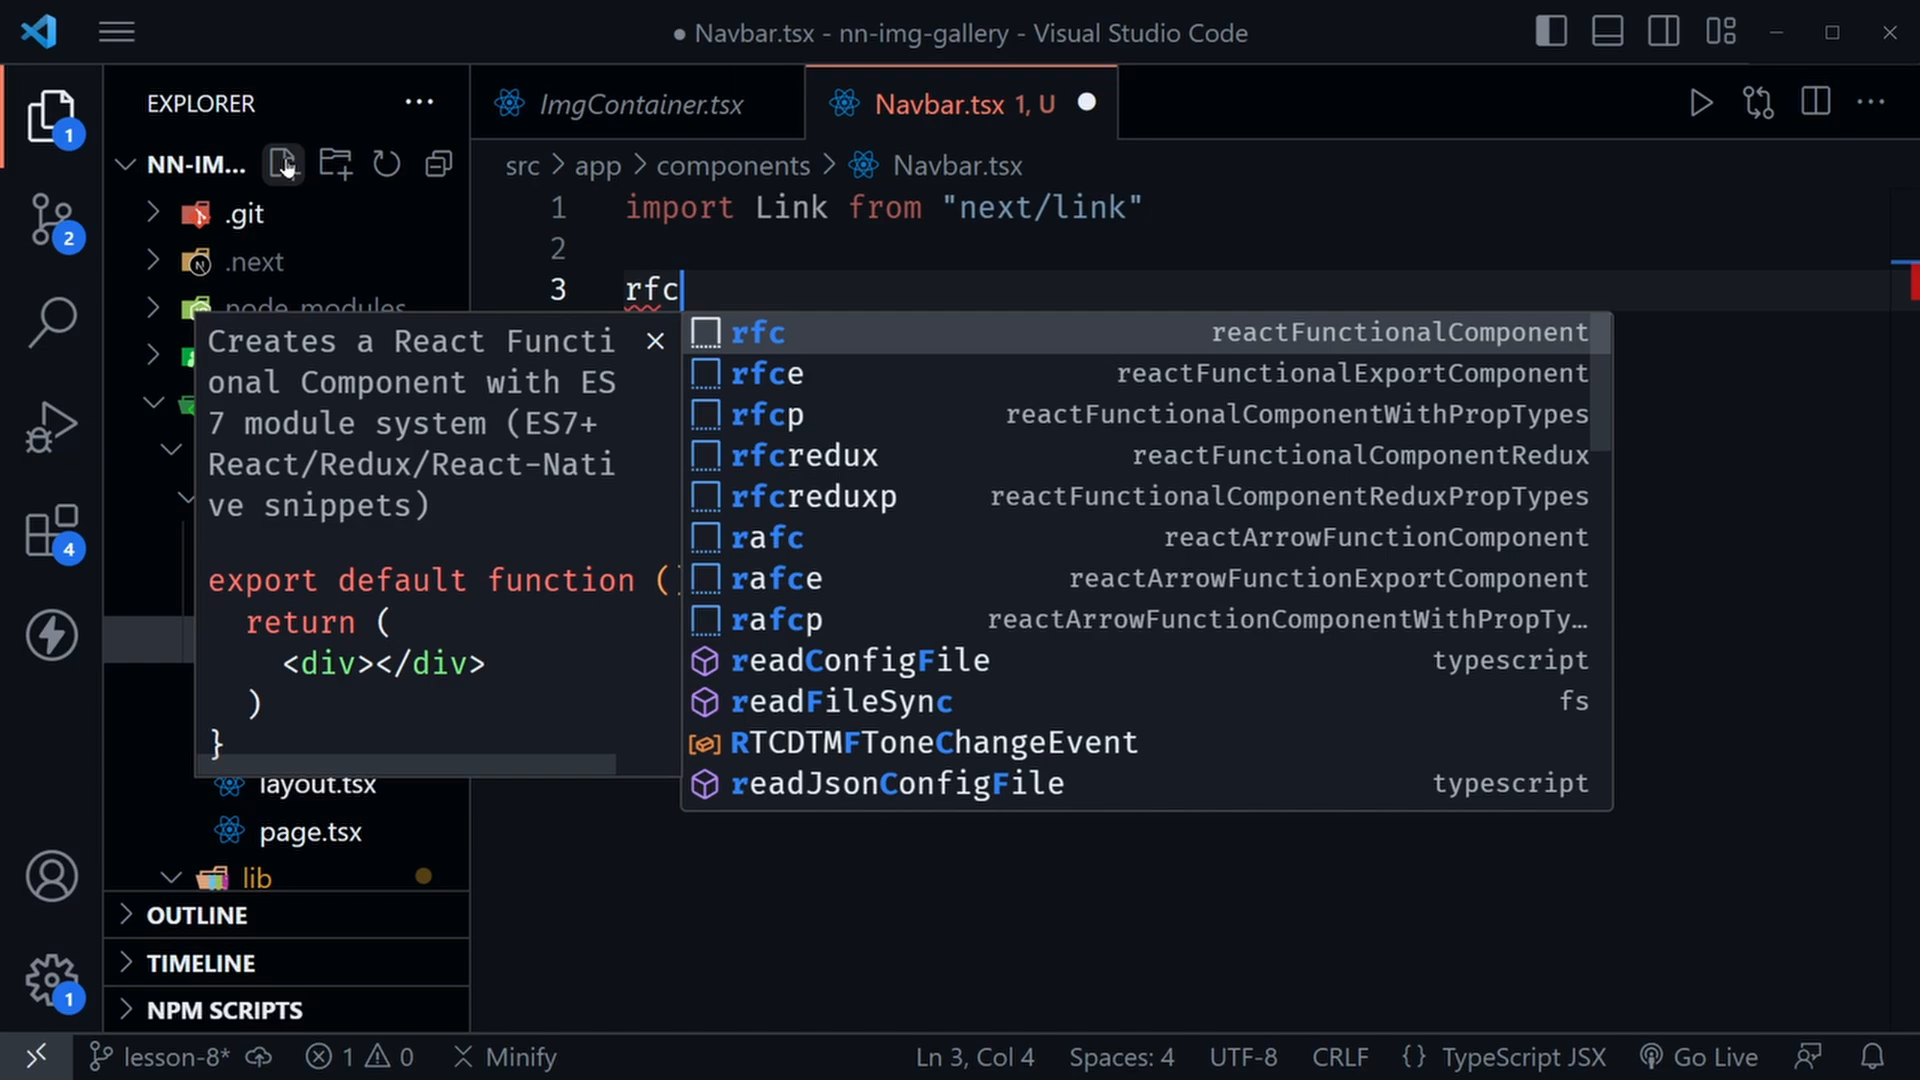 Navbar.tsx - nn-img-gallery - Visual Studio Code
EXPLORER
ImgContainer.tsx
Navbar.tsx 1, U
1
NN-IM...
src > app > components > Navbar.tsx
1 import Link from "next/link"
.git
2
2
.next
3 rfc
node_modules
Creates a React Functi
onal Component with ES
7 module system (ES7+
React/Redux/React-Nati
ve snippets)
export default function ()
return (
<div></div>
)
}
rfc reactFunctionalComponent
rfce reactFunctionalExportComponent
rfcp reactFunctionalComponentWithPropTypes
rfcredux reactFunctionalComponentRedux
rfcreduxp reactFunctionalComponentReduxPropTypes
rafc reactArrowFunctionComponent
rafce reactArrowFunctionExportComponent
rafcp reactArrowFunctionComponentWithPropTy…
readConfigFile typescript
readFileSync fs
RTCDTMFToneChangeEvent
readJsonConfigFile typescript
4
layout.tsx
page.tsx
lib
OUTLINE
TIMELINE
NPM SCRIPTS
1
lesson-8* 1 0 Minify Ln 3, Col 4 Spaces: 4 UTF-8 CRLF {} TypeScript JSX Go Live